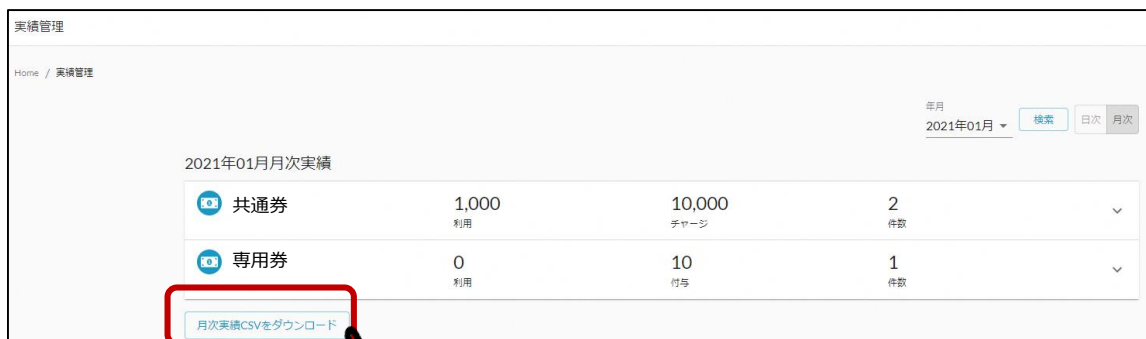 実績管理
Home / 実績管理
年月
2021年01月 検索 日次 月次
2021年01月月次実績
共通券 1,000 10,000 2
利用 チャージ 件数
専用券 0 10 1
利用 付与 件数
月次実績CSVをダウンロード